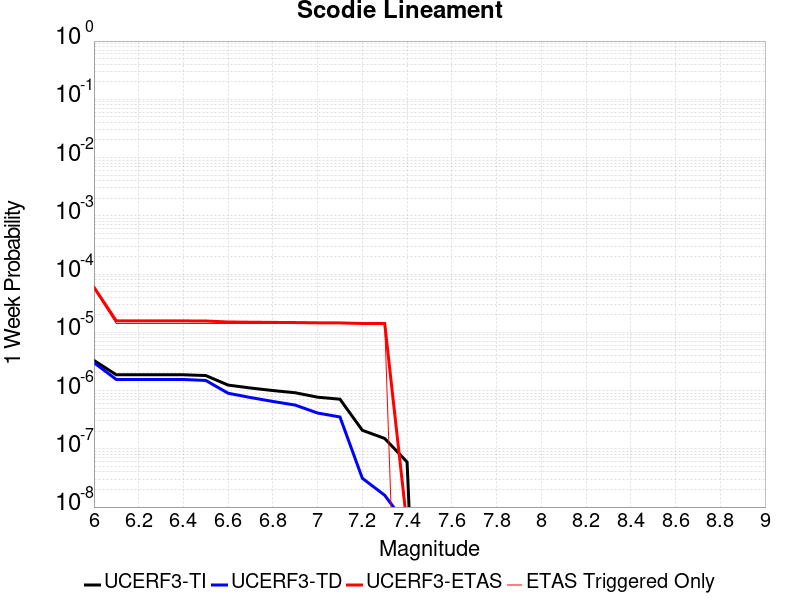 Scodie Lineament
10^0
10^-1
10^-2
10^-3
10^-4
10^-5
10^-6
10^-7
10^-8
1 Week Probability
6 6.2 6.4 6.6 6.8 7 7.2 7.4 7.6 7.8 8 8.2 8.4 8.6 8.8 9
Magnitude
UCERF3-TI UCERF3-TD UCERF3-ETAS ETAS Triggered Only